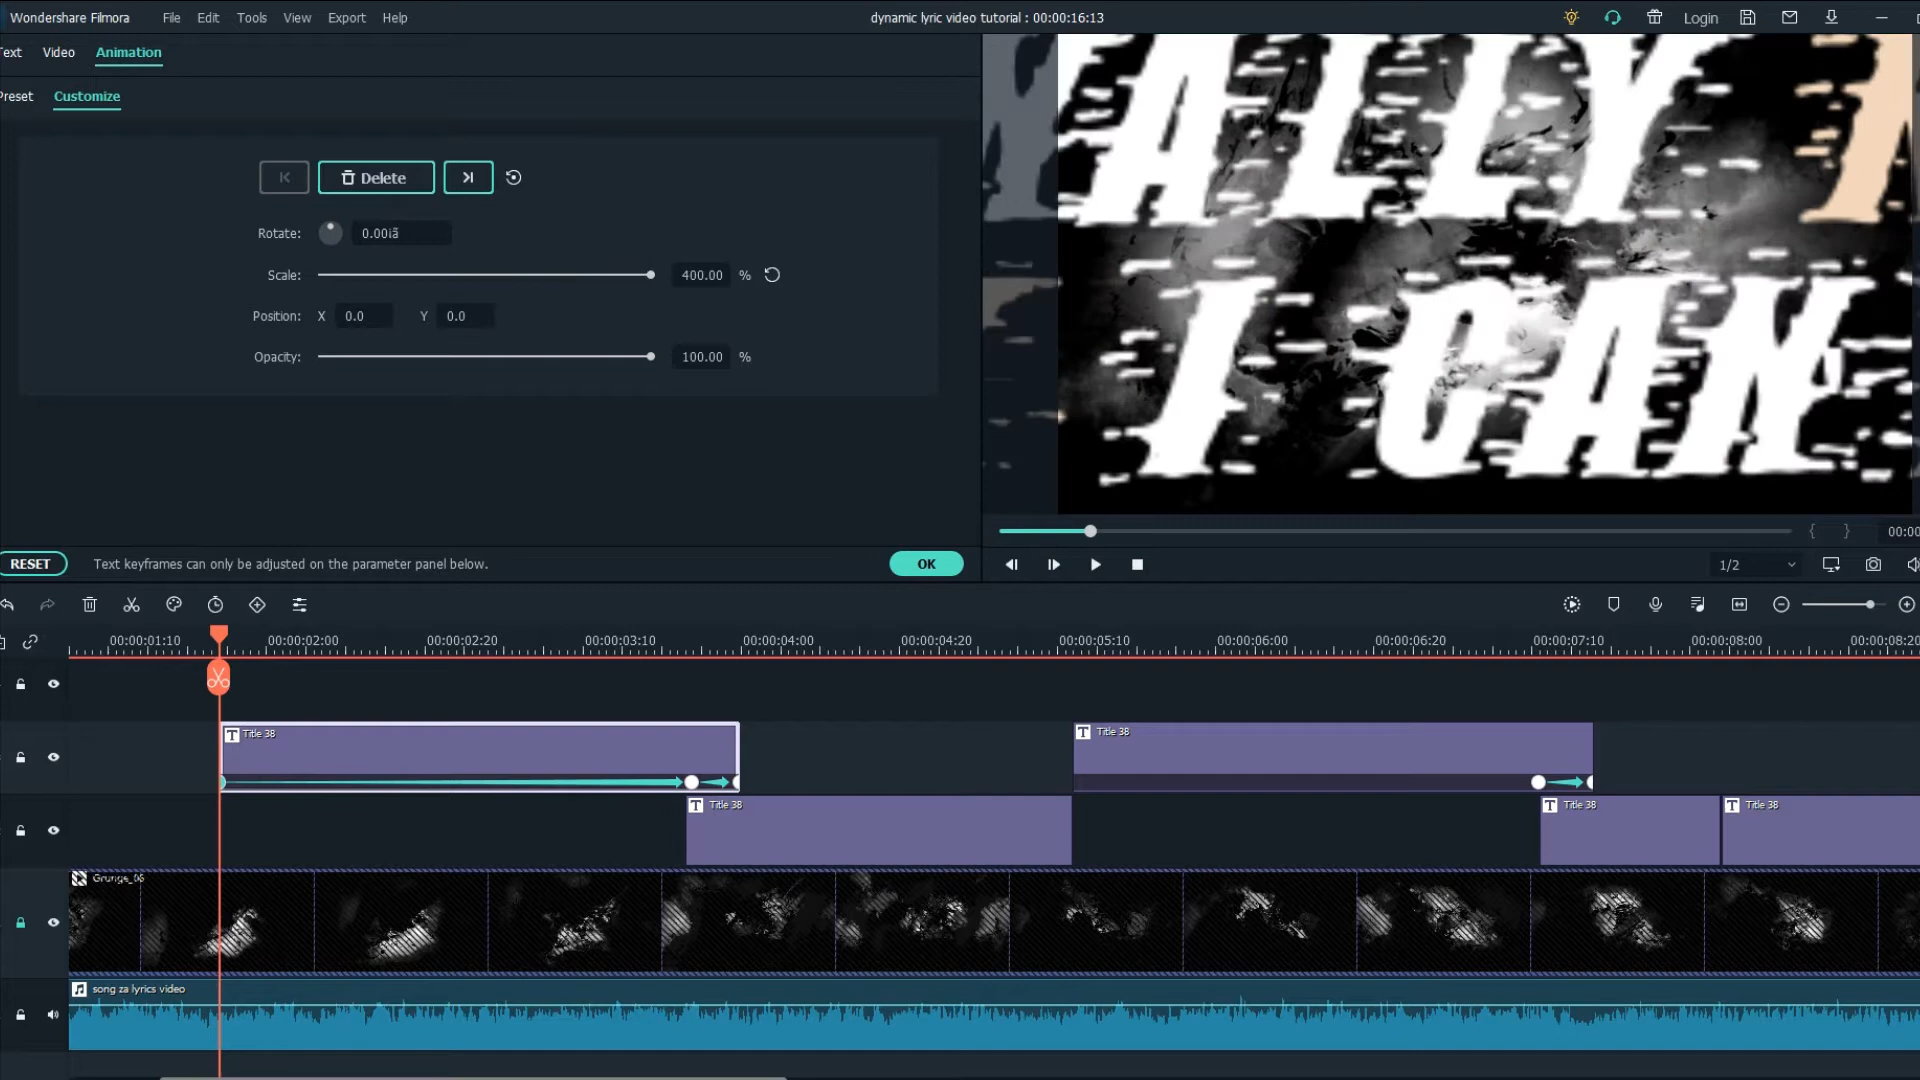 Wondershare Filmora File Edit Tools View Export Help
dynamic lyric video tutorial : 00:00:16:13
Login
ext Video Animation
Preset Customize
Delete
Rotate: 0.00iã
Scale: 400.00 %
Position: X 0.0 Y 0.0
Opacity: 100.00 %
RESET Text keyframes can only be adjusted on the parameter panel below. OK
ALLY
I CAN
{ } 00:00
1/2
00:00:01:10 00:00:02:00 00:00:02:20 00:00:03:10 00:00:04:00 00:00:04:20 00:00:05:10 00:00:06:00 00:00:06:20 00:00:07:10 00:00:08:00 00:00:08:20
T Title 38 T Title 38
T Title 38 T Title 38 T Title 38
Grunge_06
song za lyrics video